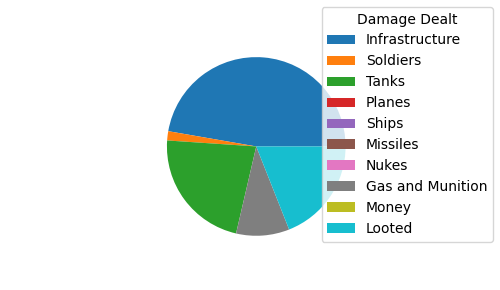 Damage Dealt
Infrastructure
Soldiers
Tanks
Planes
Ships
Missiles
Nukes
Gas and Munition
Money
Looted